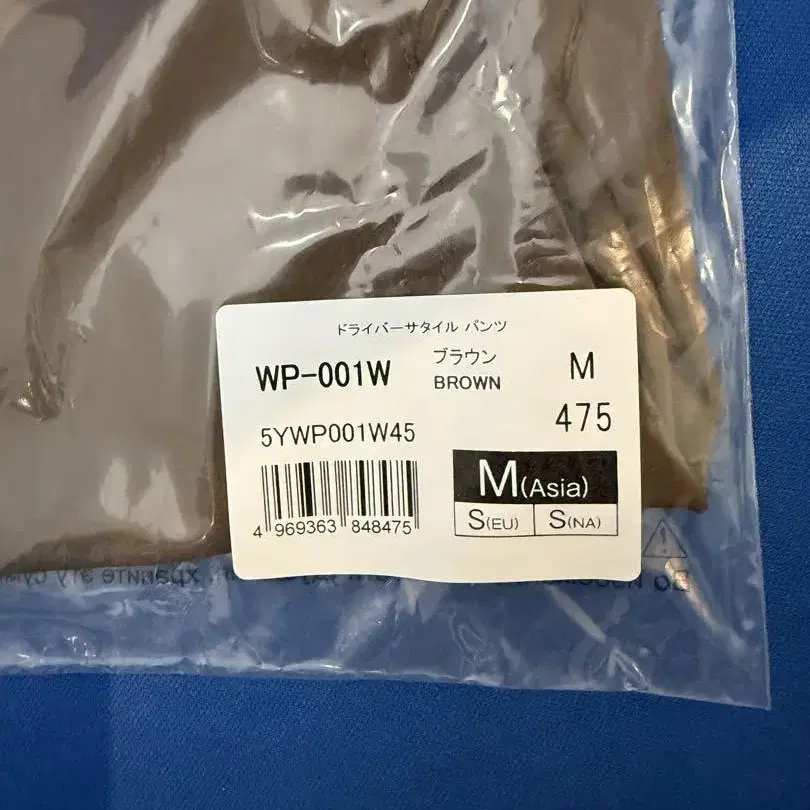 ドライバーサタイル パンツ
WP-001W ブラウン M
BROWN
5YWP001W45 475
M(Asia)
S(EU) S(NA)
4 969363 848475